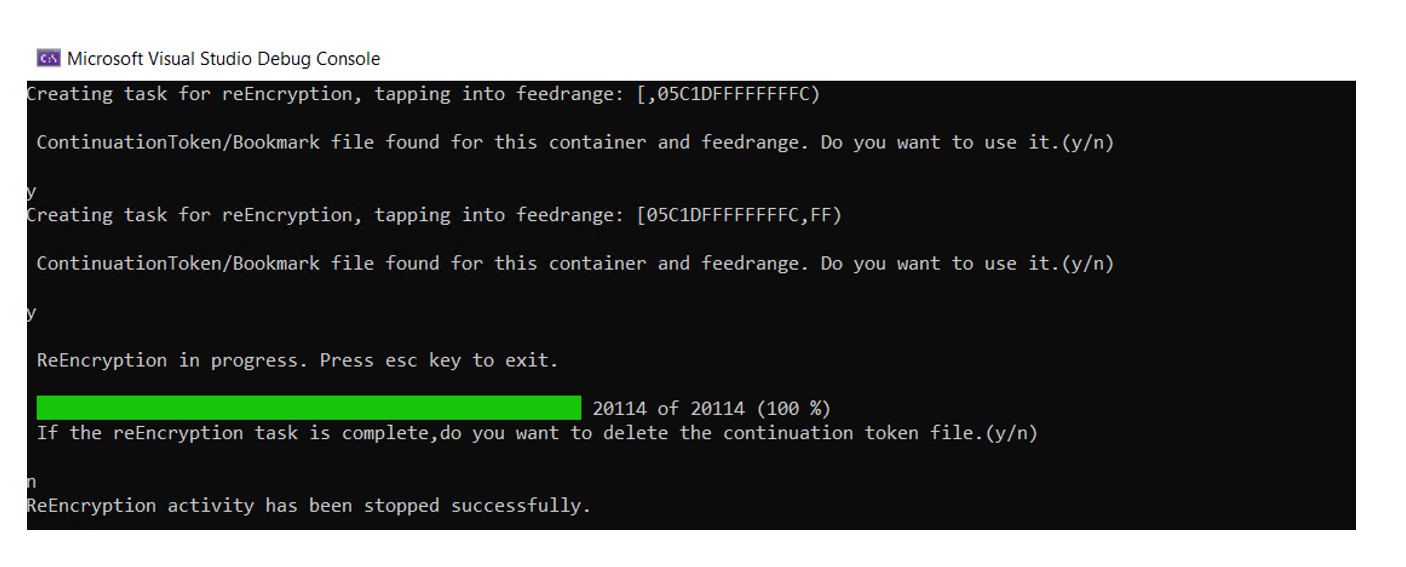 Microsoft Visual Studio Debug Console
Creating task for reEncryption, tapping into feedrange: [,05C1DFFFFFFFFC)
ContinuationToken/Bookmark file found for this container and feedrange. Do you want to use it.(y/n)
y
Creating task for reEncryption, tapping into feedrange: [05C1DFFFFFFFFC,FF)
ContinuationToken/Bookmark file found for this container and feedrange. Do you want to use it.(y/n)
y
ReEncryption in progress. Press esc key to exit.
20114 of 20114 (100 %)
If the reEncryption task is complete,do you want to delete the continuation token file.(y/n)
n
ReEncryption activity has been stopped successfully.